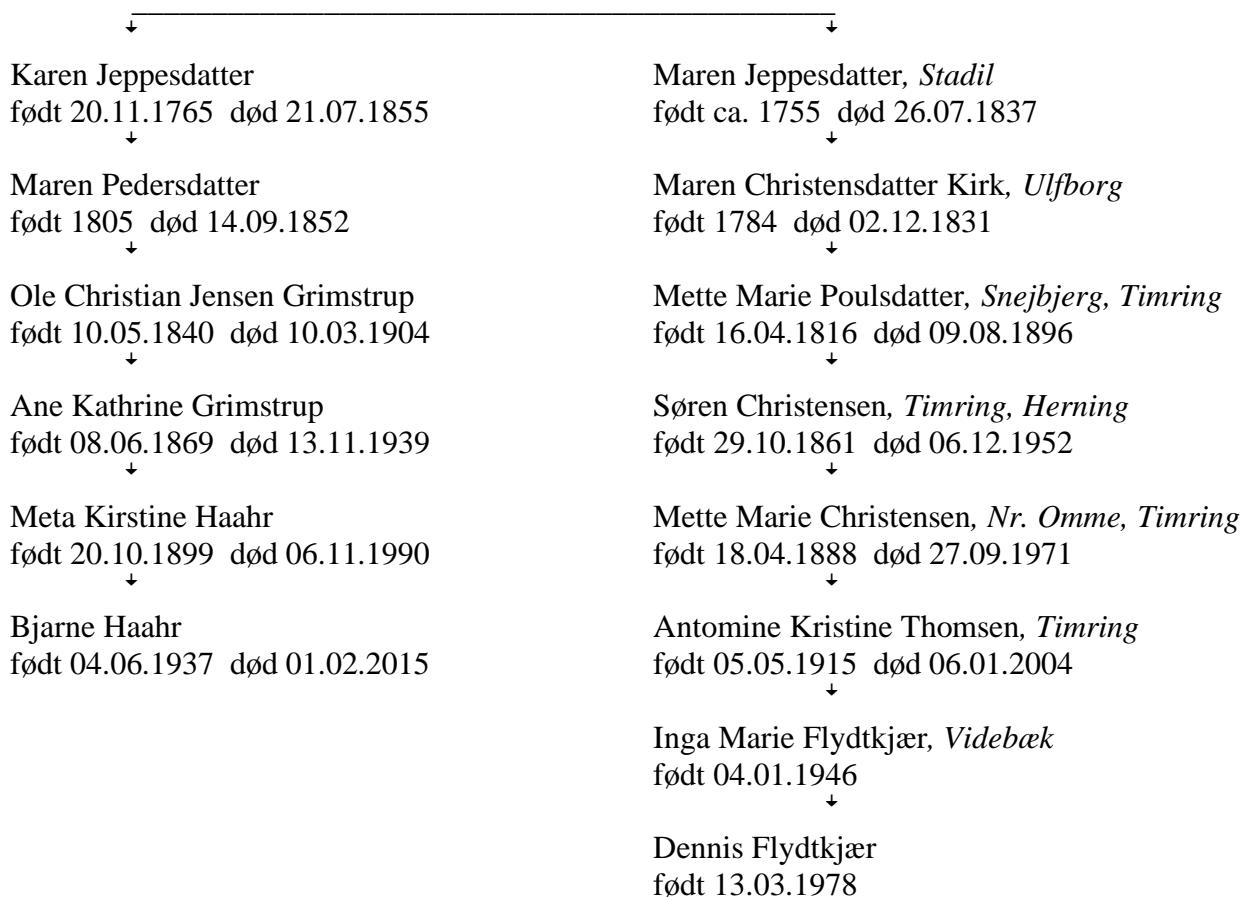 Karen Jeppesdatter
født 20.11.1765 død 21.07.1855
Maren Pedersdatter
født 1805 død 14.09.1852
Ole Christian Jensen Grimstrup
født 10.05.1840 død 10.03.1904
Ane Kathrine Grimstrup
født 08.06.1869 død 13.11.1939
Meta Kirstine Haahr
født 20.10.1899 død 06.11.1990
Bjarne Haahr
født 04.06.1937 død 01.02.2015
Maren Jeppesdatter, Stadil
født ca. 1755 død 26.07.1837
Maren Christensdatter Kirk, Ulfborg
født 1784 død 02.12.1831
Mette Marie Poulsdatter, Snejbjerg, Timring
født 16.04.1816 død 09.08.1896
Søren Christensen, Timring, Herning
født 29.10.1861 død 06.12.1952
Mette Marie Christensen, Nr. Omme, Timring
født 18.04.1888 død 27.09.1971
Antomine Kristine Thomsen, Timring
født 05.05.1915 død 06.01.2004
Inga Marie Flydtkjær, Videbæk
født 04.01.1946
Dennis Flydtkjær
født 13.03.1978